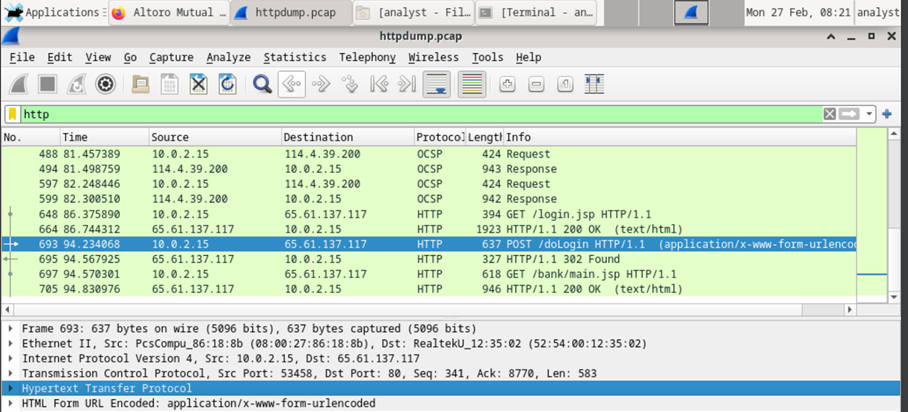 Applications Altoro Mutual ... httpdump.pcap [analyst - Fil... [Terminal - an... Mon 27 Feb, 08:21 analyst
httpdump.pcap
File Edit View Go Capture Analyze Statistics Telephony Wireless Tools Help
http
No. Time Source Destination Protocol Length Info
488 81.457389 10.0.2.15 114.4.39.200 OCSP 424 Request
494 81.498759 114.4.39.200 10.0.2.15 OCSP 943 Response
597 82.248446 10.0.2.15 114.4.39.200 OCSP 424 Request
599 82.300510 114.4.39.200 10.0.2.15 OCSP 942 Response
648 86.375890 10.0.2.15 65.61.137.117 HTTP 394 GET /login.jsp HTTP/1.1
664 86.744312 65.61.137.117 10.0.2.15 HTTP 1923 HTTP/1.1 200 OK (text/html)
693 94.234068 10.0.2.15 65.61.137.117 HTTP 637 POST /doLogin HTTP/1.1 (application/x-www-form-urlenco
695 94.567925 65.61.137.117 10.0.2.15 HTTP 327 HTTP/1.1 302 Found
697 94.570301 10.0.2.15 65.61.137.117 HTTP 618 GET /bank/main.jsp HTTP/1.1
705 94.830976 65.61.137.117 10.0.2.15 HTTP 946 HTTP/1.1 200 OK (text/html)
Frame 693: 637 bytes on wire (5096 bits), 637 bytes captured (5096 bits)
Ethernet II, Src: PcsCompu_86:18:8b (08:00:27:86:18:8b), Dst: RealtekU_12:35:02 (52:54:00:12:35:02)
Internet Protocol Version 4, Src: 10.0.2.15, Dst: 65.61.137.117
Transmission Control Protocol, Src Port: 53458, Dst Port: 80, Seq: 341, Ack: 8770, Len: 583
Hypertext Transfer Protocol
HTML Form URL Encoded: application/x-www-form-urlencoded